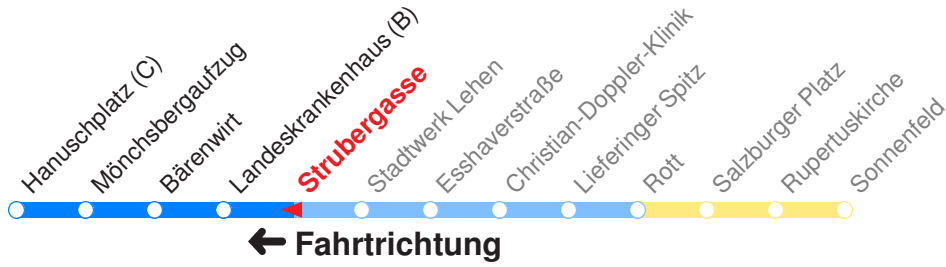 Hanuschplatz (C)
Mönchsbergaufzug
Bärenwirt
Landeskrankenhaus (B)
Strubergasse
Stadtwerk Lehen
Esshaverstraße
Christian-Doppler-Klinik
Lieferinger Spitz
Rott
Salzburger Platz
Rupertuskirche
Sonnenfeld
← Fahrtrichtung